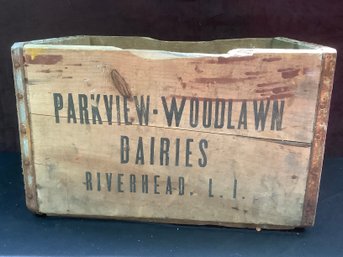 PARKVIEW-WOODLAWN
DAIRIES
RIVERHEAD. L. I.